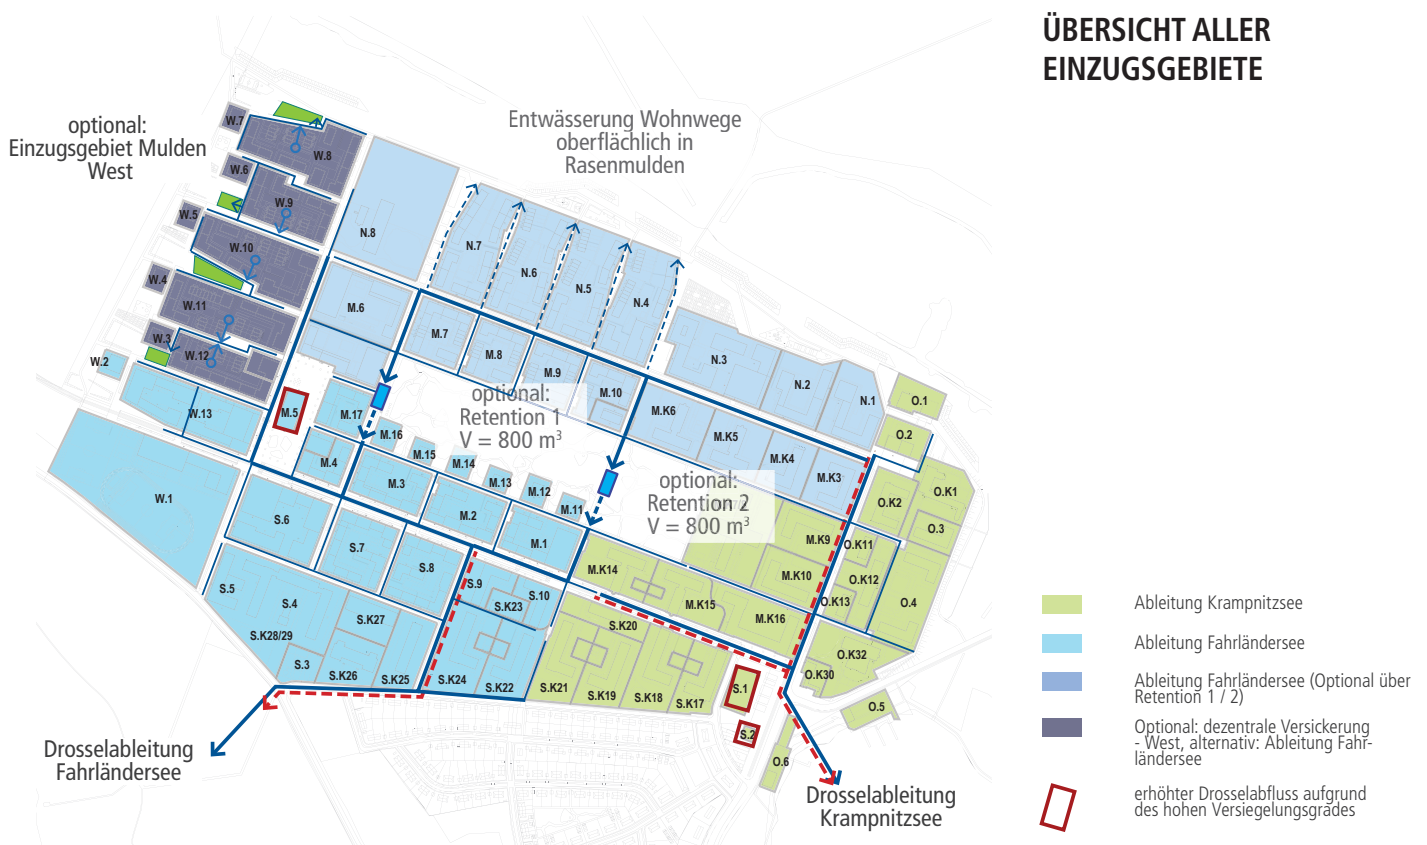 ÜBERSICHT ALLER
EINZUGSGEBIETE
optional:
Einzugsgebiet Mulden
West
Entwässerung Wohnwege
oberflächlich in
Rasenmulden
W.7
W.8
W.6
W.9
W.5
W.10
W.4
W.11
W.3
W.12
W.2
W.13
W.1
N.8
N.7
N.6
N.5
N.4
N.3
N.2
N.1
M.6
M.7
M.8
M.9
M.10
M.K6
M.K5
M.K4
M.K3
optional:
Retention 1
V = 800 m³
optional:
Retention 2
V = 800 m³
M.5
M.17
M.16
M.15
M.14
M.13
M.12
M.11
M.4
M.3
M.2
M.1
M.K9
M.K10
M.K14
M.K15
M.K16
O.1
O.2
O.K1
O.K2
O.3
O.K11
O.K12
O.K13
O.4
O.K32
O.K30
O.5
O.6
S.6
S.7
S.8
S.9
S.10
S.K23
S.5
S.4
S.K27
S.K28/29
S.3
S.K26
S.K25
S.K24
S.K22
S.K20
S.K21
S.K19
S.K18
S.K17
S.1
S.2
Drosselableitung
Fahrländersee
Drosselableitung
Krampnitzsee
Ableitung Krampnitzsee
Ableitung Fahrländersee
Ableitung Fahrländersee (Optional über
Retention 1 / 2)
Optional: dezentrale Versickerung
- West, alternativ: Ableitung Fahr-
ländersee
erhöhter Drosselabfluss aufgrund
des hohen Versiegelungsgrades